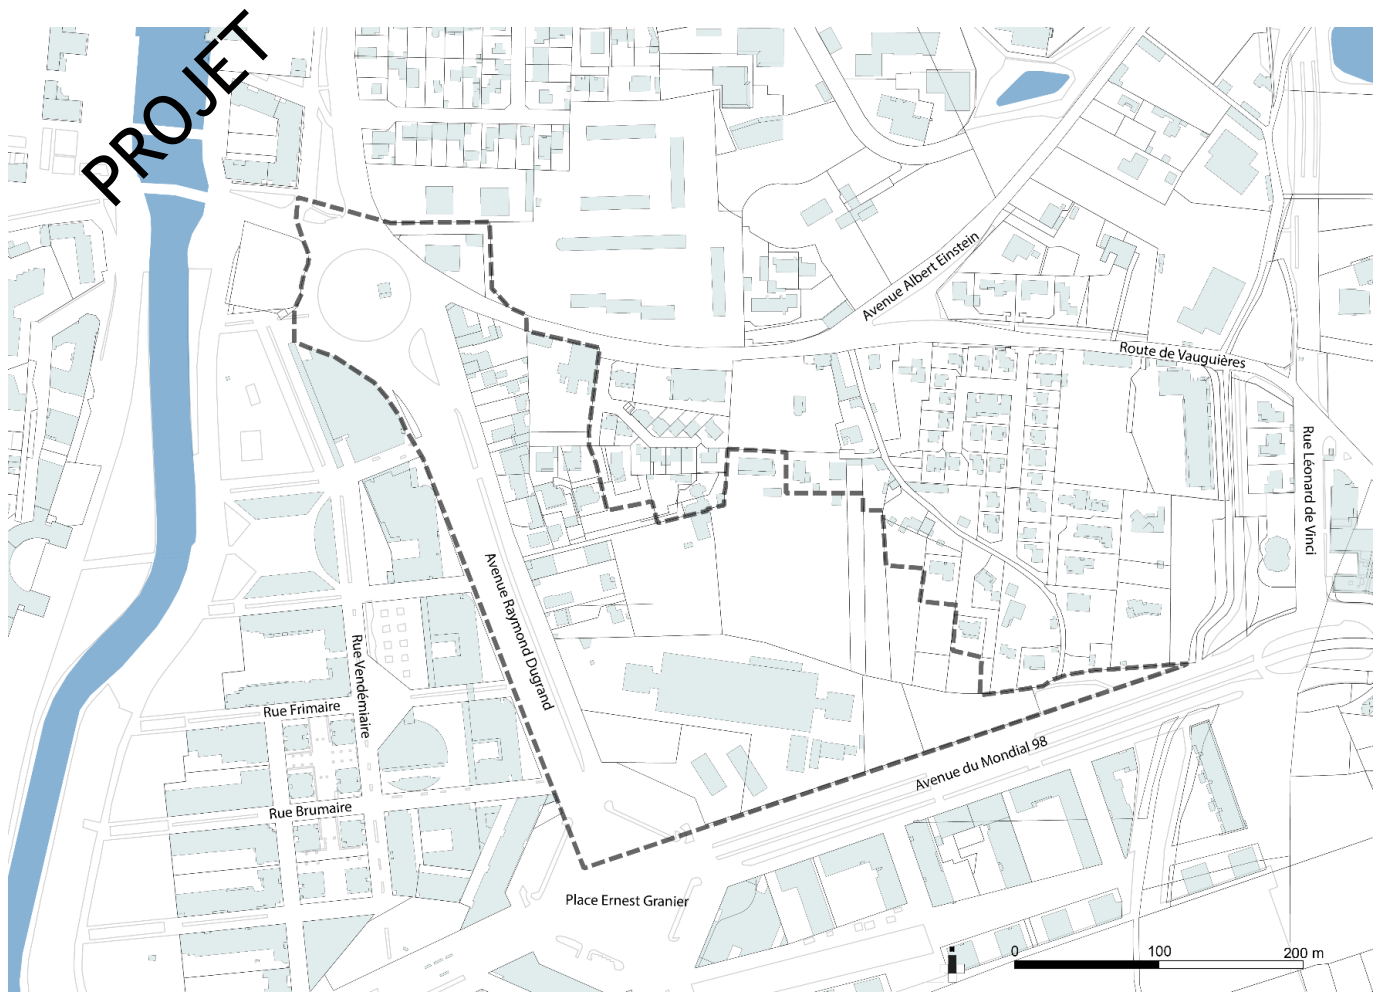 PROJET
Avenue Albert Einstein
Route de Vauguières
Rue Léonard de Vinci
Avenue Raymond Dugrand
Rue Vendémiaire
Rue Frimaire
Avenue du Mondial 98
Rue Brumaire
Place Ernest Granier
0 100 200 m